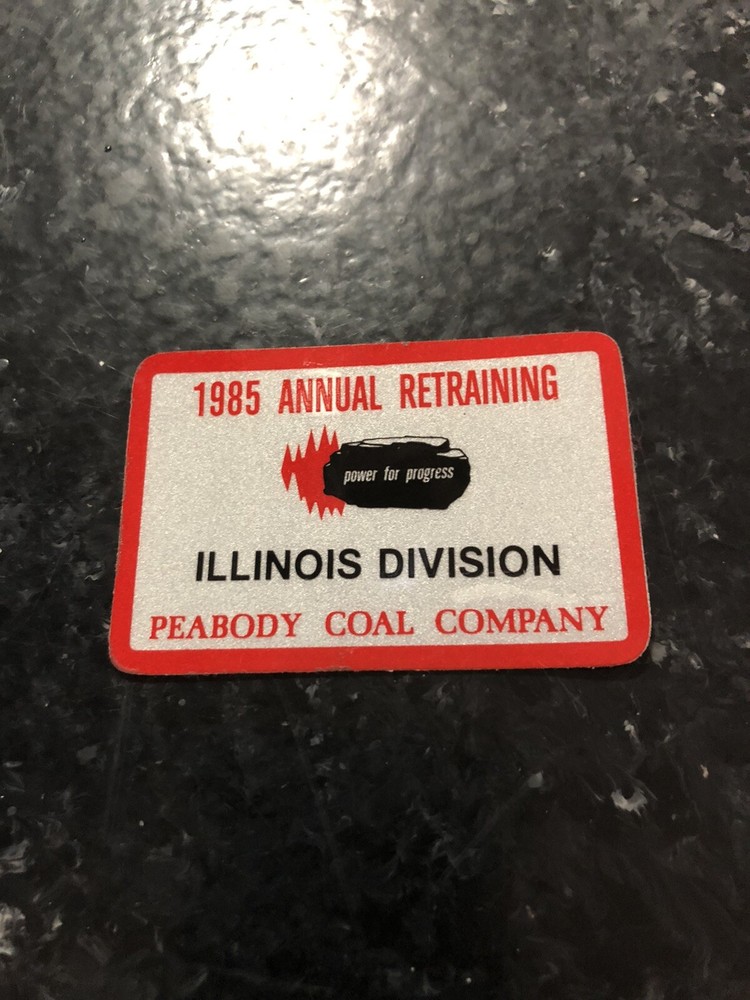 1985 ANNUAL RETRAINING
power for progress
ILLINOIS DIVISION
PEABODY COAL COMPANY